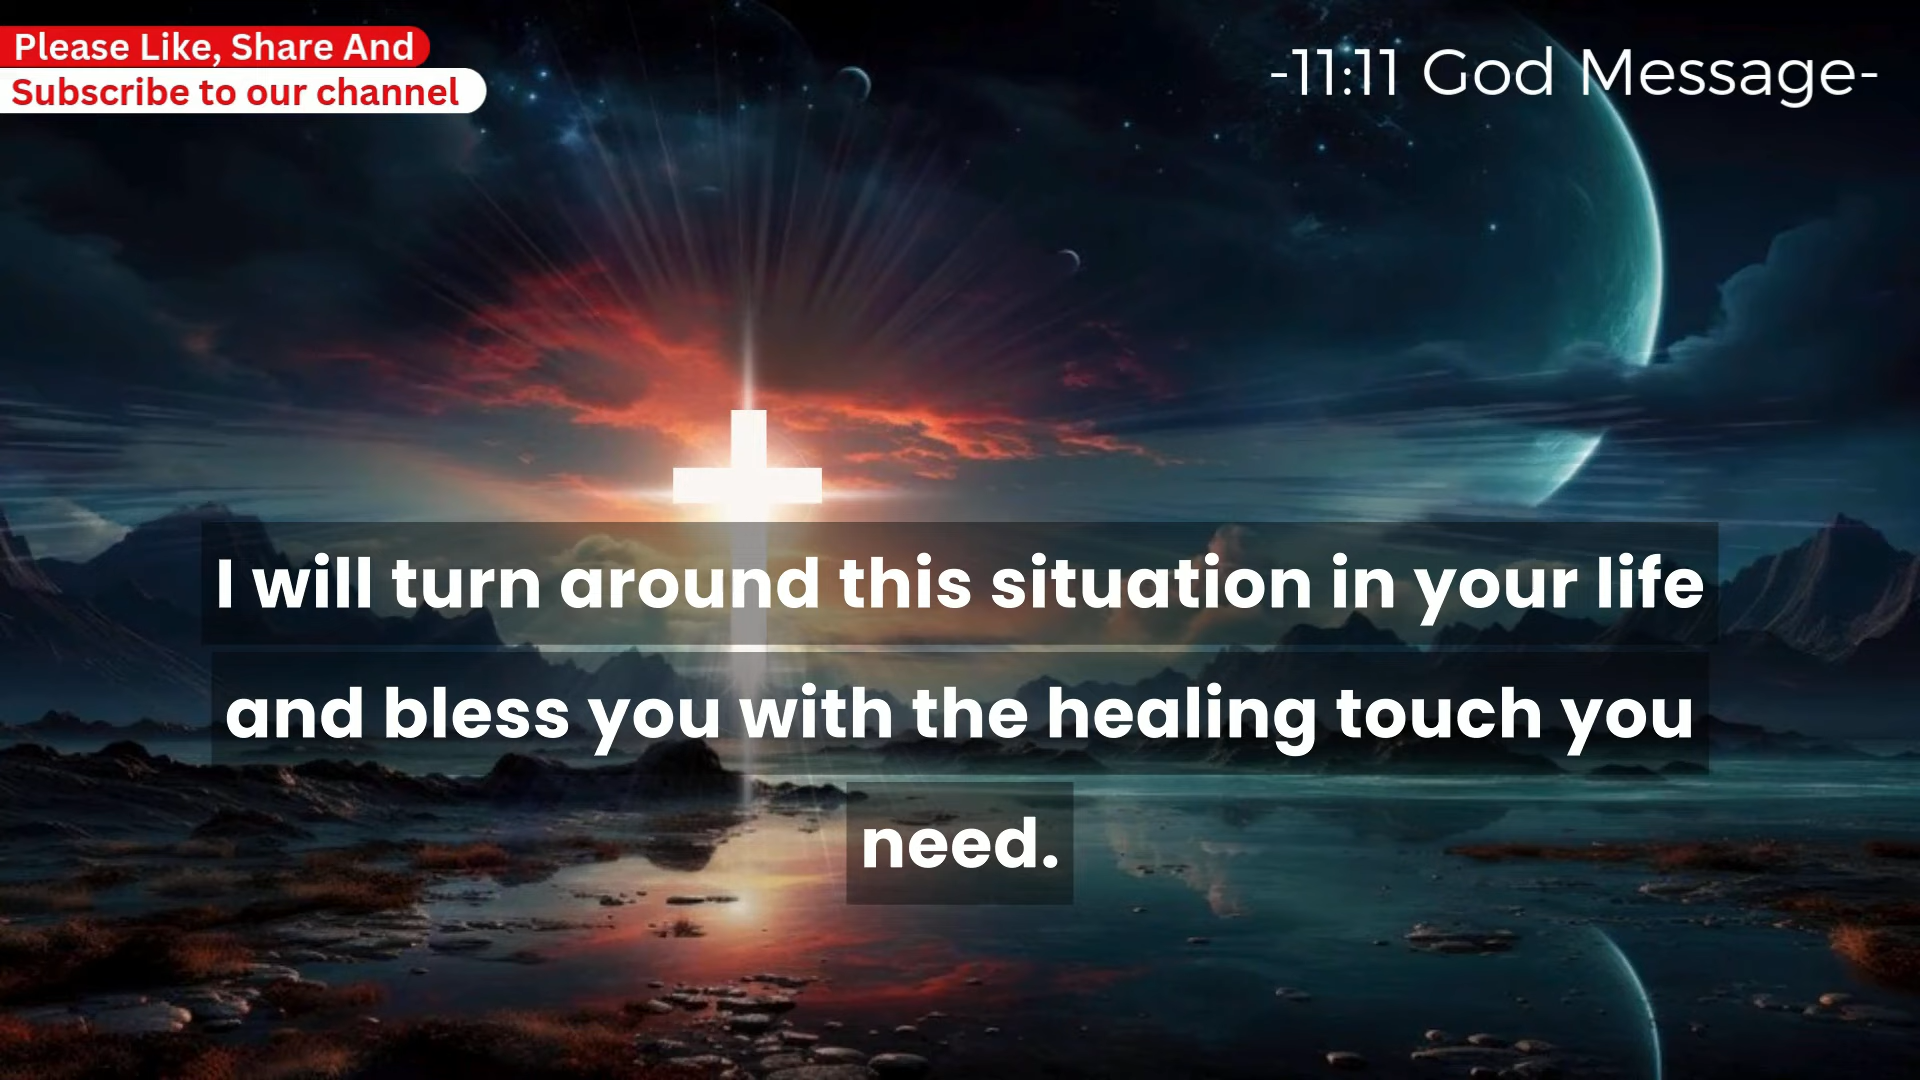 Please Like, Share And
Subscribe to our channel
-11:11 God Message-
I will turn around this situation in your life
and bless you with the healing touch you
need.